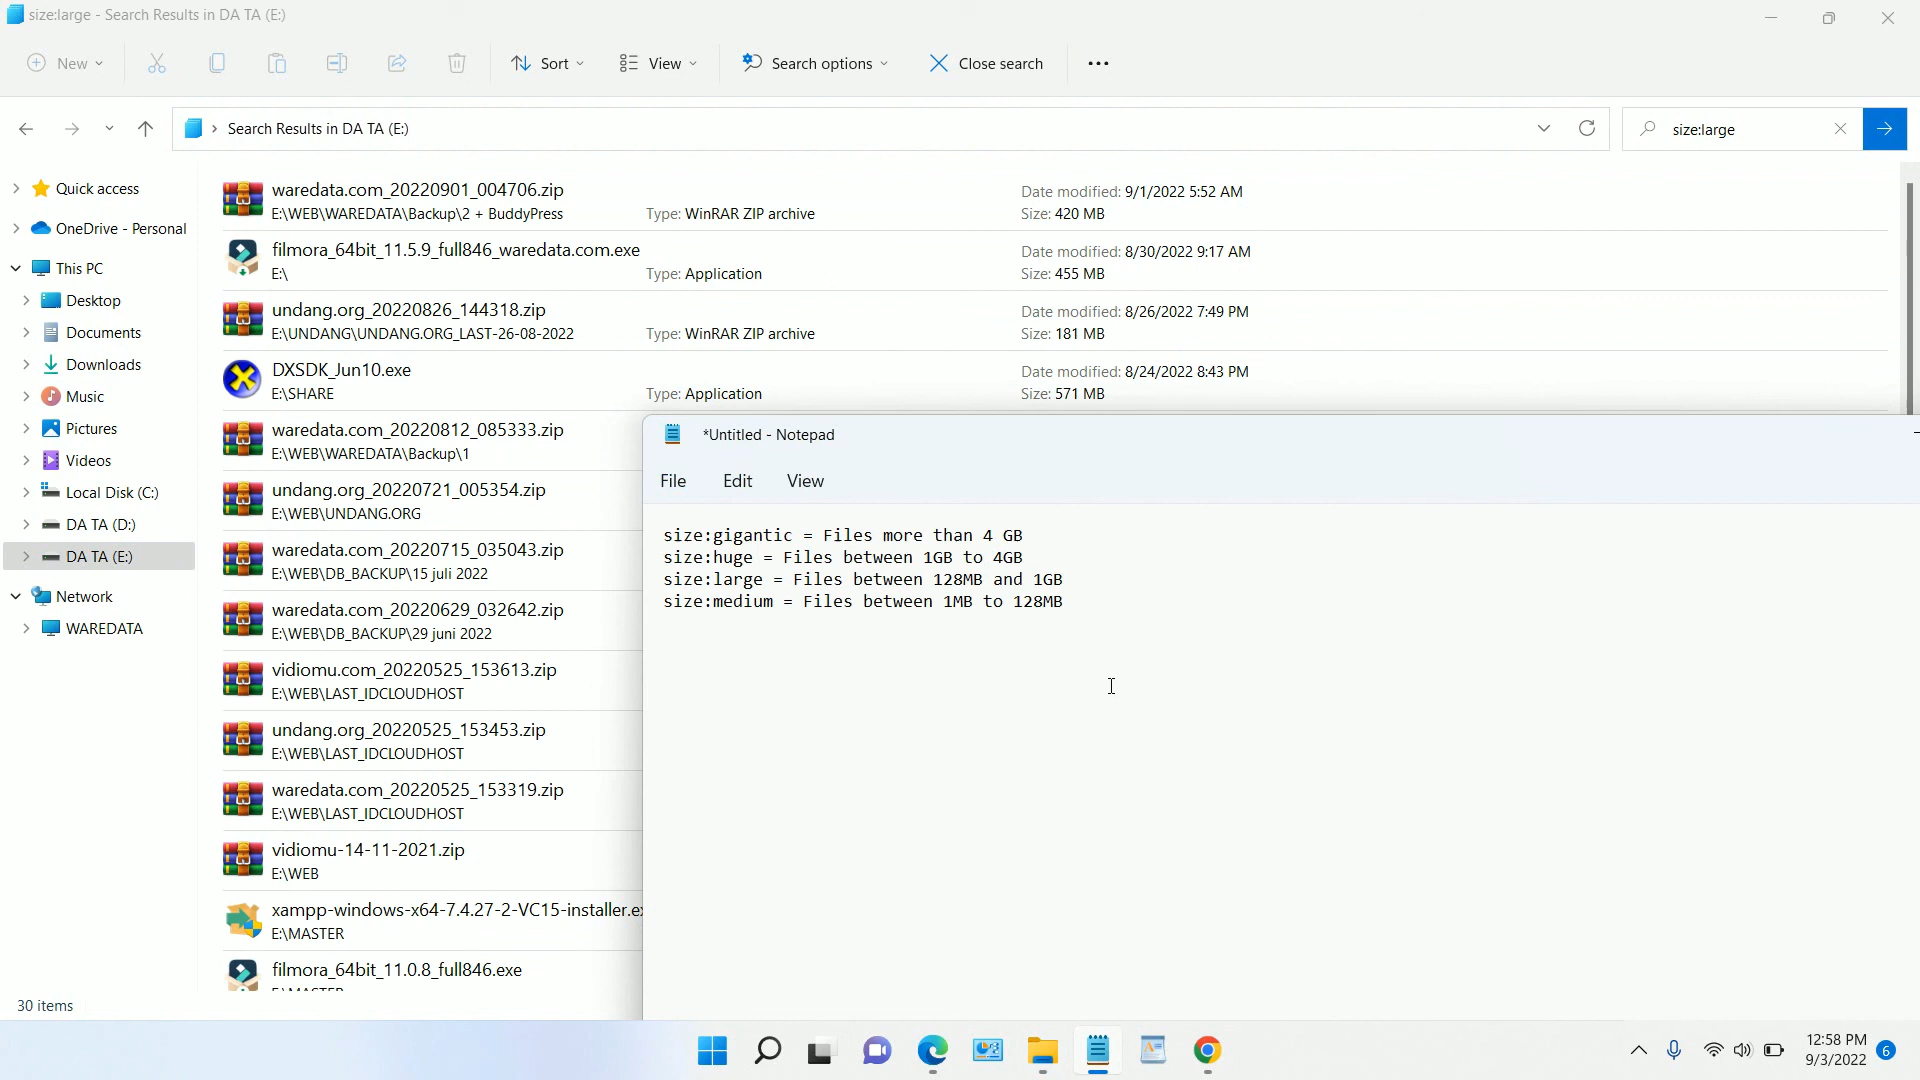 size:large - Search Results in DA TA (E:)
New
Sort
View
Search options
Close search
Search Results in DA TA (E:)
size:large
Quick access
OneDrive - Personal
This PC
Desktop
Documents
Downloads
Music
Pictures
Videos
Local Disk (C:)
DA TA (D:)
DA TA (E:)
Network
WAREDATA
waredata.com_20220901_004706.zip
E:\WEB\WAREDATA\Backup\2 + BuddyPress
Type: WinRAR ZIP archive
Date modified: 9/1/2022 5:52 AM
Size: 420 MB
filmora_64bit_11.5.9_full846_waredata.com.exe
E:\
Type: Application
Date modified: 8/30/2022 9:17 AM
Size: 455 MB
undang.org_20220826_144318.zip
E:\UNDANG\UNDANG.ORG_LAST-26-08-2022
Type: WinRAR ZIP archive
Date modified: 8/26/2022 7:49 PM
Size: 181 MB
DXSDK_Jun10.exe
E:\SHARE
Type: Application
Date modified: 8/24/2022 8:43 PM
Size: 571 MB
waredata.com_20220812_085333.zip
E:\WEB\WAREDATA\Backup\1
undang.org_20220721_005354.zip
E:\WEB\UNDANG.ORG
waredata.com_20220715_035043.zip
E:\WEB\DB_BACKUP\15 juli 2022
waredata.com_20220629_032642.zip
E:\WEB\DB_BACKUP\29 juni 2022
vidiomu.com_20220525_153613.zip
E:\WEB\LAST_IDCLOUDHOST
undang.org_20220525_153453.zip
E:\WEB\LAST_IDCLOUDHOST
waredata.com_20220525_153319.zip
E:\WEB\LAST_IDCLOUDHOST
vidiomu-14-11-2021.zip
E:\WEB
xampp-windows-x64-7.4.27-2-VC15-installer.e
E:\MASTER
filmora_64bit_11.0.8_full846.exe
30 items
*Untitled - Notepad
File Edit View
size:gigantic = Files more than 4 GB
size:huge = Files between 1GB to 4GB
size:large = Files between 128MB and 1GB
size:medium = Files between 1MB to 128MB
12:58 PM
9/3/2022
6